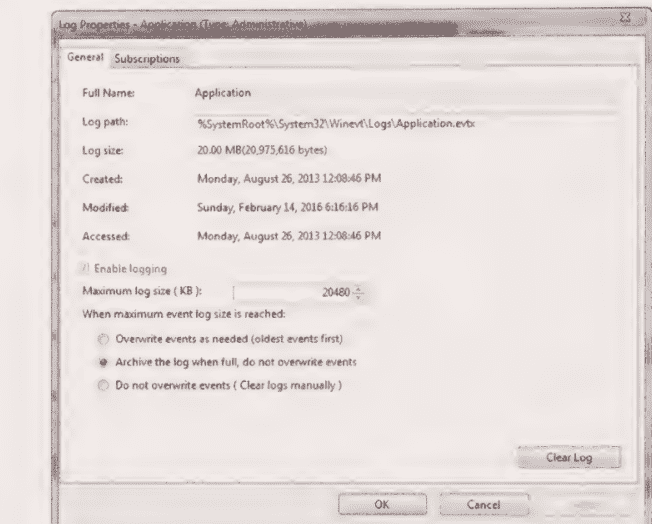 Log Properties - Application (Type: Administrative)
General Subscriptions
Full Name: Application
Log path: %SystemRoot%\System32\Winevt\Logs\Application.evtx
Log size: 20.00 MB(20,975,616 bytes)
Created: Monday, August 26, 2013 12:08:46 PM
Modified: Sunday, February 14, 2016 6:16:16 PM
Accessed: Monday, August 26, 2013 12:08:46 PM
Enable logging
Maximum log size ( KB ): 20480
When maximum event log size is reached:
Overwrite events as needed (oldest events first)
Archive the log when full, do not overwrite events
Do not overwrite events ( Clear logs manually )
Clear Log
OK Cancel